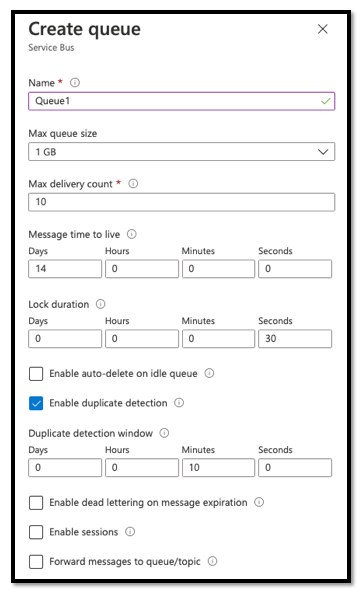 Create queue
Service Bus
Name *
Queue1
Max queue size
1 GB
Max delivery count *
10
Message time to live
Days Hours Minutes Seconds
14 0 0 0
Lock duration
Days Hours Minutes Seconds
0 0 0 30
Enable auto-delete on idle queue
Enable duplicate detection
Duplicate detection window
Days Hours Minutes Seconds
0 0 10 0
Enable dead lettering on message expiration
Enable sessions
Forward messages to queue/topic